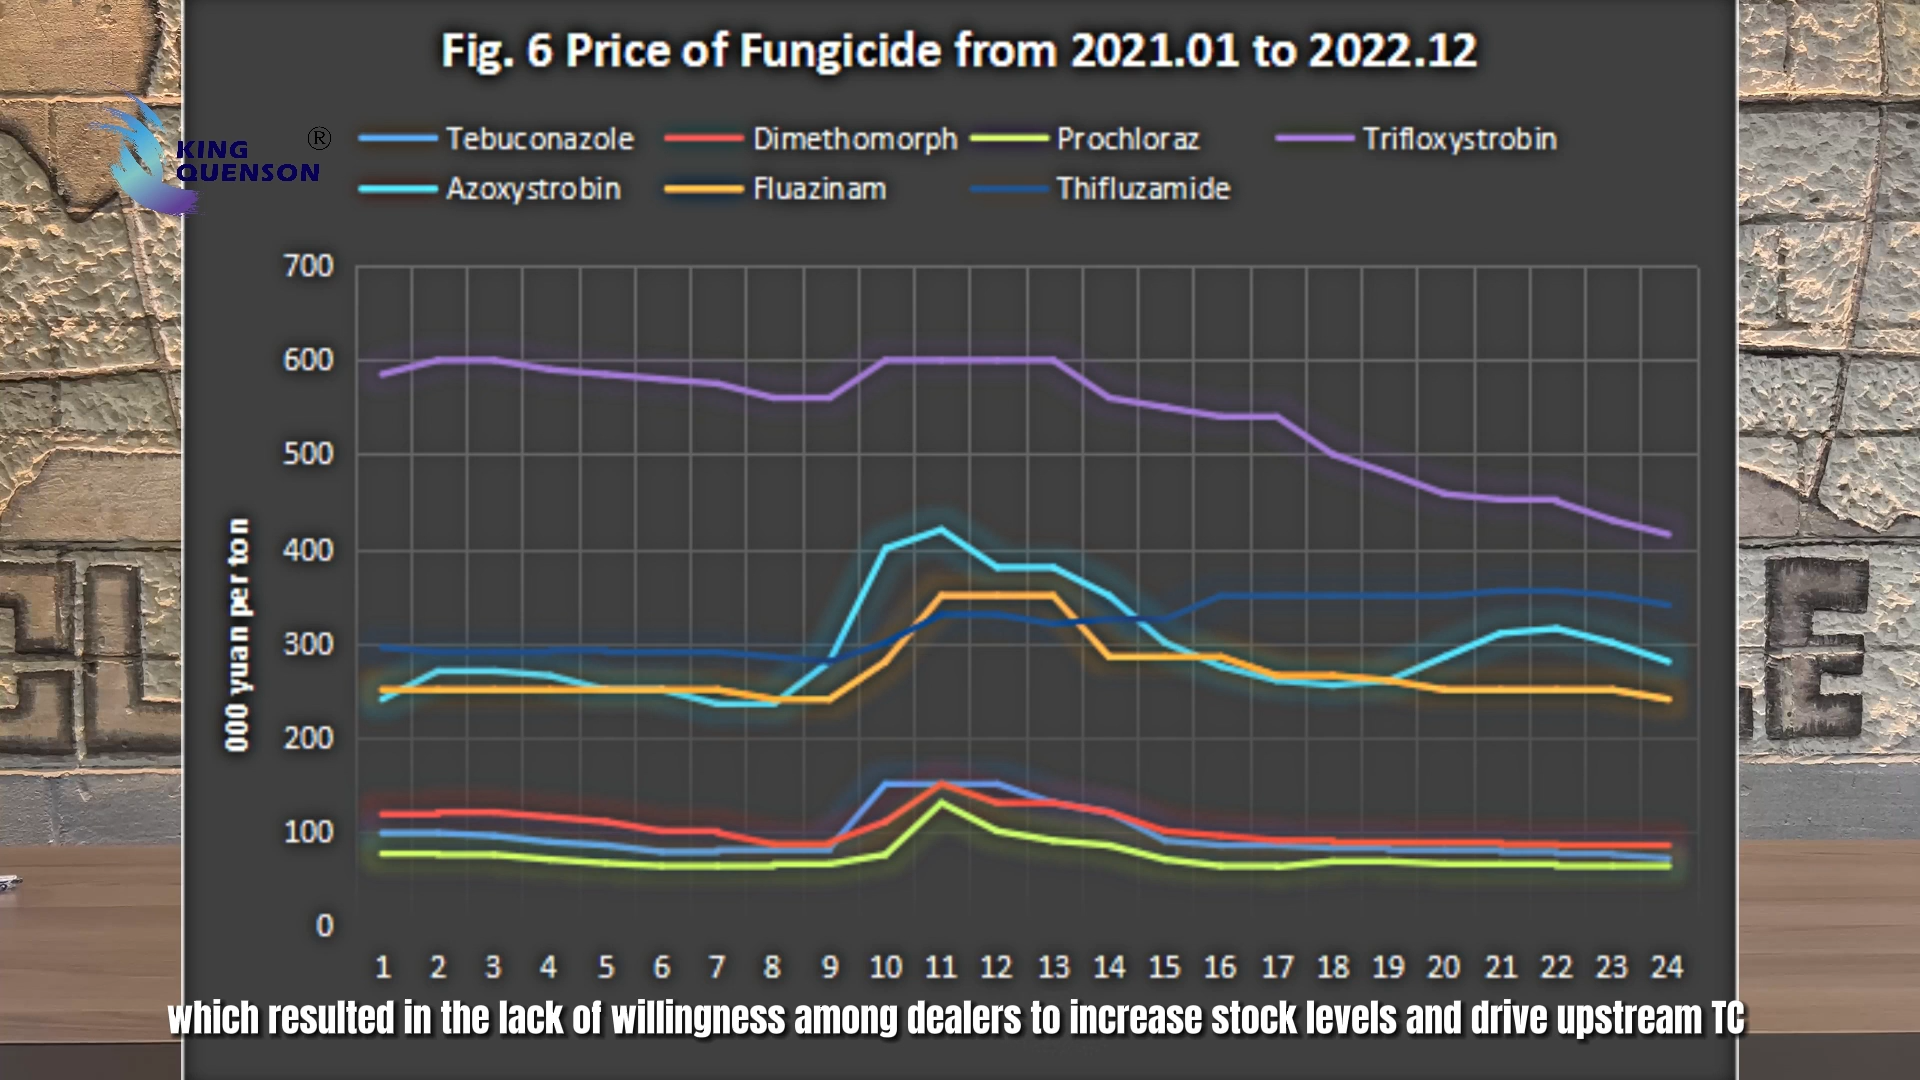 Fig. 6 Price of Fungicide from 2021.01 to 2022.12
KING
QUENSON
®
Tebuconazole Dimethomorph Prochloraz Trifloxystrobin
Azoxystrobin Fluazinam Thifluzamide
000 yuan per ton
700
600
500
400
300
200
100
0
1 2 3 4 5 6 7 8 9 10 11 12 13 14 15 16 17 18 19 20 21 22 23 24
which resulted in the lack of willingness among dealers to increase stock levels and drive upstream TC